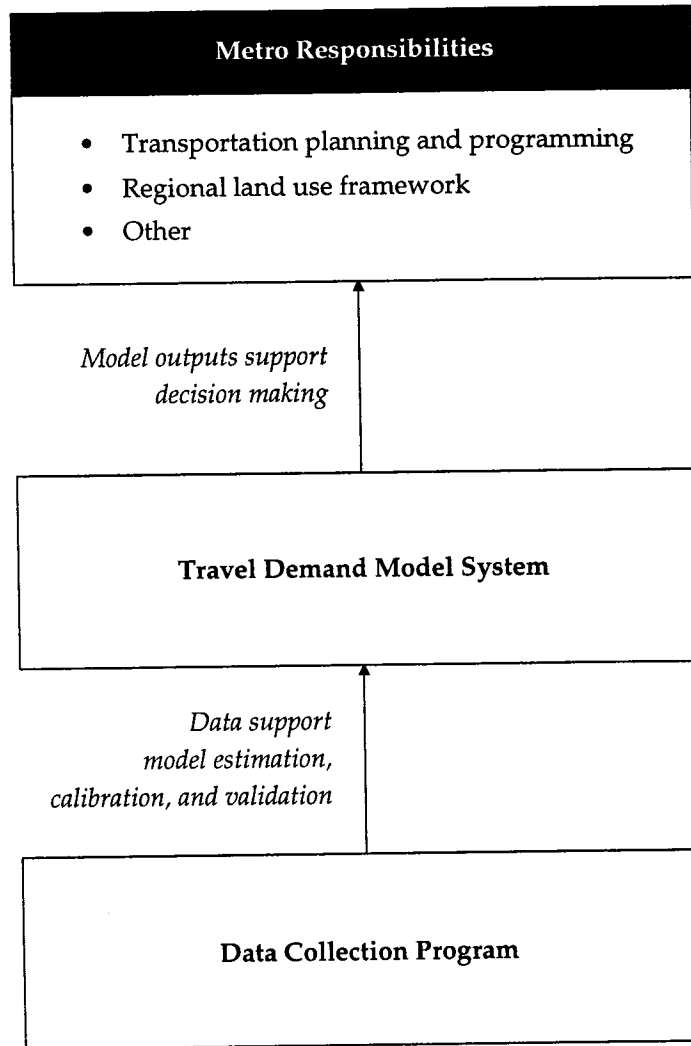 Metro Responsibilities
• Transportation planning and programming
• Regional land use framework
• Other
Model outputs support
decision making
Travel Demand Model System
Data support
model estimation,
calibration, and validation
Data Collection Program